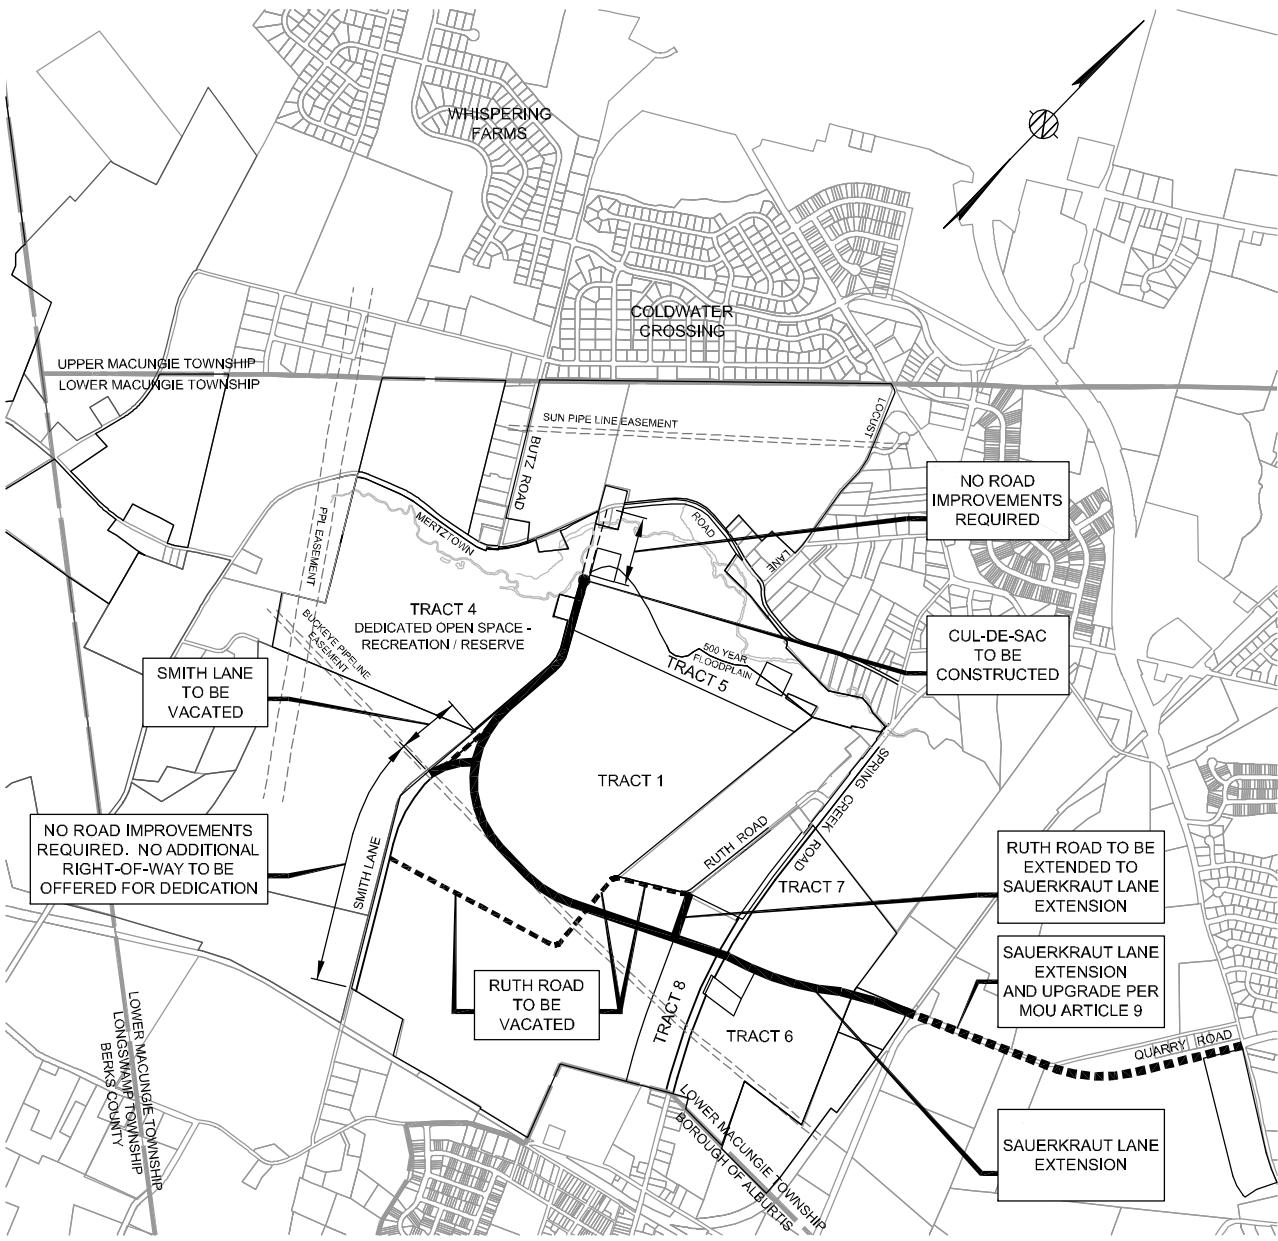 WHISPERING
FARMS
COLDWATER
CROSSING
UPPER MACUNGIE TOWNSHIP
LOWER MACUNGIE TOWNSHIP
SUN PIPE LINE EASEMENT
LOCUST
LANE
BUTZ ROAD
PPL EASEMENT
MERTZTOWN
ROAD
NO ROAD
IMPROVEMENTS
REQUIRED
TRACT 4
DEDICATED OPEN SPACE -
RECREATION / RESERVE
BUCKEYE PIPELINE
EASEMENT
500 YEAR
FLOODPLAIN
TRACT 5
CUL-DE-SAC
TO BE
CONSTRUCTED
SMITH LANE
TO BE
VACATED
TRACT 1
SPRING CREEK ROAD
RUTH ROAD
NO ROAD IMPROVEMENTS
REQUIRED. NO ADDITIONAL
RIGHT-OF-WAY TO BE
OFFERED FOR DEDICATION
SMITH LANE
TRACT 7
RUTH ROAD TO BE
EXTENDED TO
SAUERKRAUT LANE
EXTENSION
SAUERKRAUT LANE
EXTENSION
AND UPGRADE PER
MOU ARTICLE 9
RUTH ROAD
TO BE
VACATED
TRACT 8
TRACT 6
QUARRY ROAD
LOWER MACUNGIE TOWNSHIP
LONGSWAMP TOWNSHIP
BERKS COUNTY
LOWER MACUNGIE TOWNSHIP
BOROUGH OF ALBURTIS
SAUERKRAUT LANE
EXTENSION